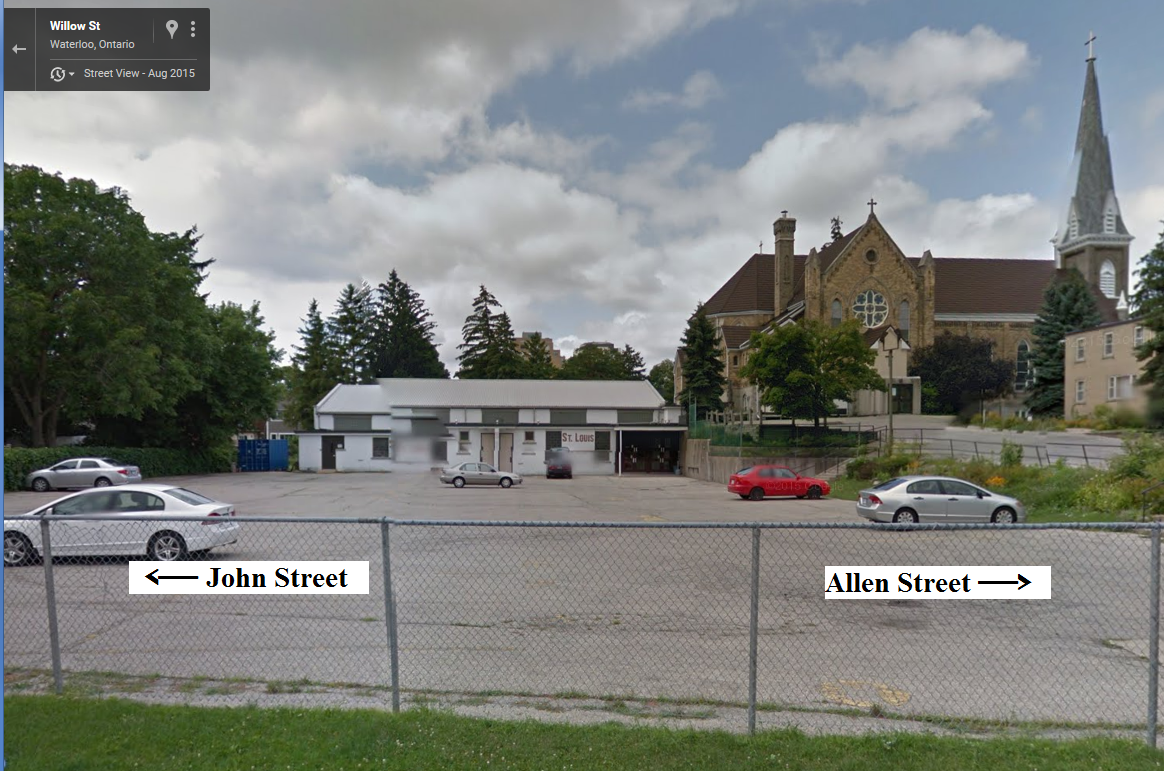 Willow St
Waterloo, Ontario
Street View - Aug 2015
St. Louis
← John Street
Allen Street →